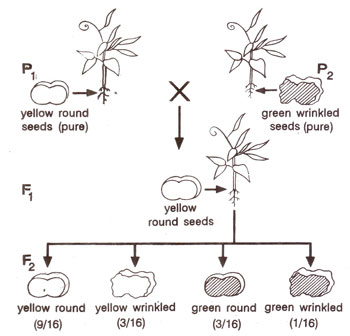 P1
P2
yellow round
seeds (pure)
green wrinkled
seeds (pure)
F1
yellow
round seeds
F2
yellow round
(9/16)
yellow wrinkled
(3/16)
green round
(3/16)
green wrinkled
(1/16)